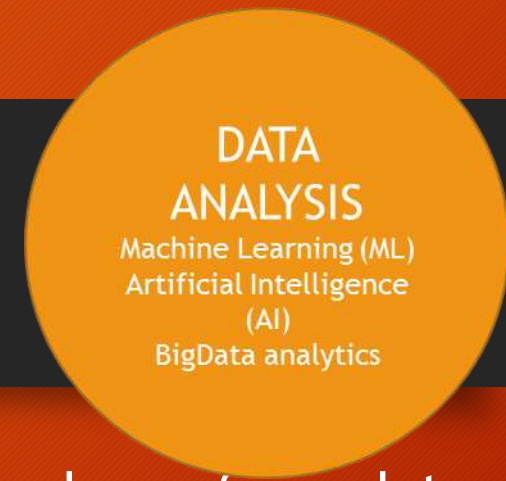 DATA
ANALYSIS
Machine Learning (ML)
Artificial Intelligence
(AI)
BigData analytics